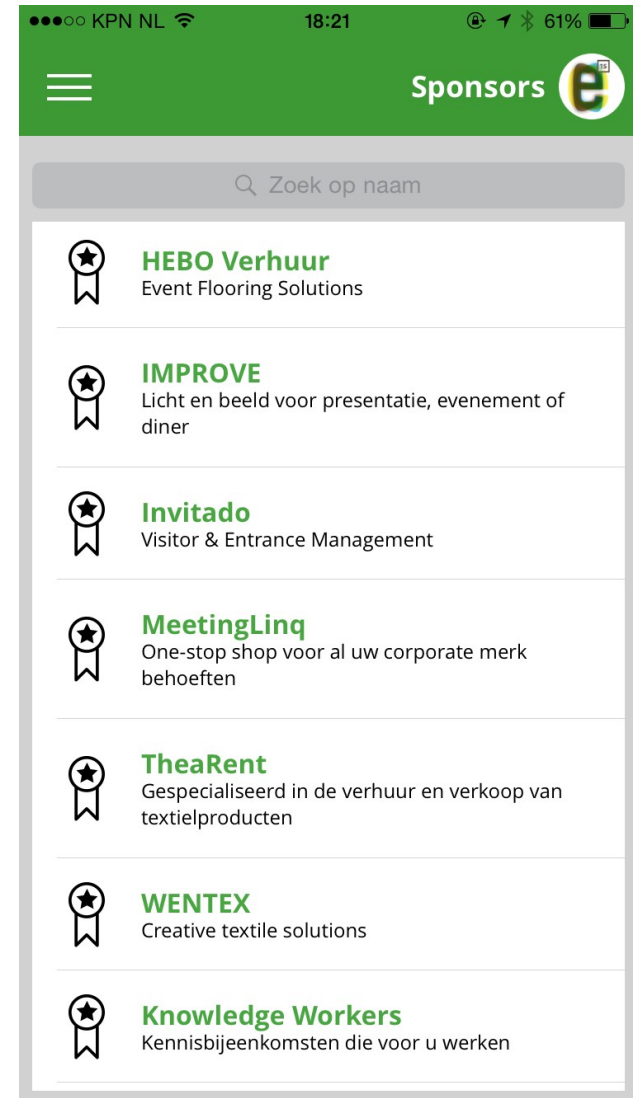 KPN NL 18:21 61%
Sponsors e 15
Zoek op naam
HEBO Verhuur
Event Flooring Solutions
IMPROVE
Licht en beeld voor presentatie, evenement of
diner
Invitado
Visitor & Entrance Management
MeetingLinq
One-stop shop voor al uw corporate merk
behoeften
TheaRent
Gespecialiseerd in de verhuur en verkoop van
textielproducten
WENTEX
Creative textile solutions
Knowledge Workers
Kennisbijeenkomsten die voor u werken